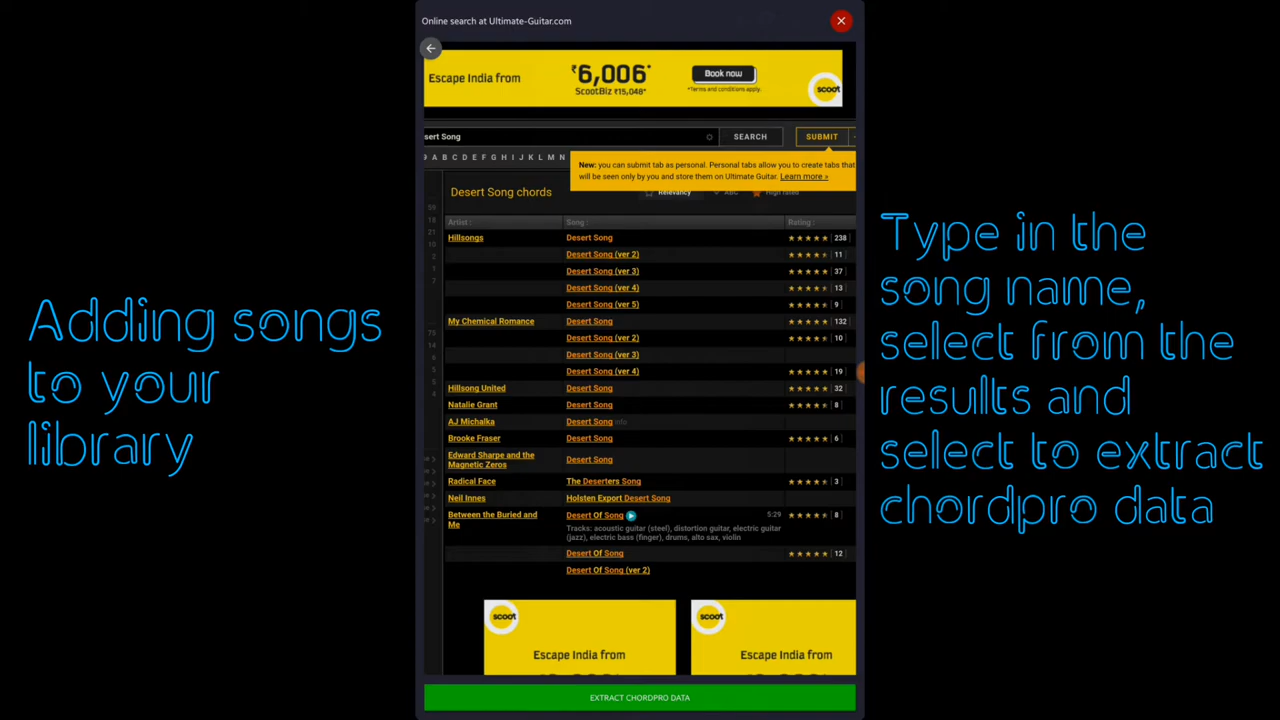 Online search at Ultimate-Guitar.com
Escape India from
₹6,006*
ScootBiz ₹15,048*
Book now
*Terms and conditions apply.
scoot
sert Song
SEARCH
SUBMIT
9 A B C D E F G H I J K L M N
New: you can submit tab as personal. Personal tabs allow you to create tabs that
will be seen only by you and store them on Ultimate Guitar. Learn more »
Desert Song chords
Relevancy
ABC
High rated
Artist :
Song :
Rating :
Hillsongs Desert Song 238
Desert Song (ver 2) 11
Desert Song (ver 3) 37
Desert Song (ver 4) 13
Desert Song (ver 5) 9
My Chemical Romance Desert Song 132
Desert Song (ver 2) 10
Desert Song (ver 3)
Desert Song (ver 4) 19
Hillsong United Desert Song 32
Natalie Grant Desert Song 8
AJ Michalka Desert Song info
Brooke Fraser Desert Song 6
Edward Sharpe and the
Magnetic Zeros
Desert Song
Radical Face The Deserters Song 3
Neil Innes Holsten Export Desert Song
Between the Buried and
Me
Desert Of Song 5:29 8
Tracks: acoustic guitar (steel), distortion guitar, electric guitar
(jazz), electric bass (finger), drums, alto sax, violin
Desert Of Song 12
Desert Of Song (ver 2)
scoot
Escape India from
scoot
Escape India from
EXTRACT CHORDPRO DATA
Adding songs
to your
library
Type in the
song name,
select from the
results and
select to extract
chordpro data